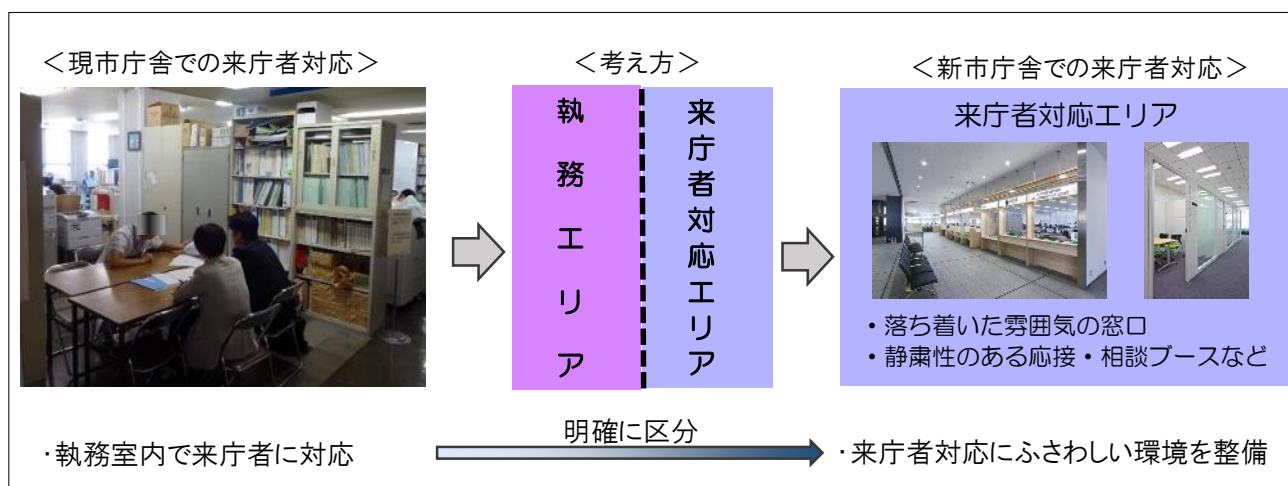 <現市庁舎での来庁者対応>
<考え方>
<新市庁舎での来庁者対応>
執務エリア
来庁者対応エリア
来庁者対応エリア
・落ち着いた雰囲気の窓口
・静粛性のある応接・相談ブースなど
・執務室内で来庁者に対応
明確に区分
・来庁者対応にふさわしい環境を整備